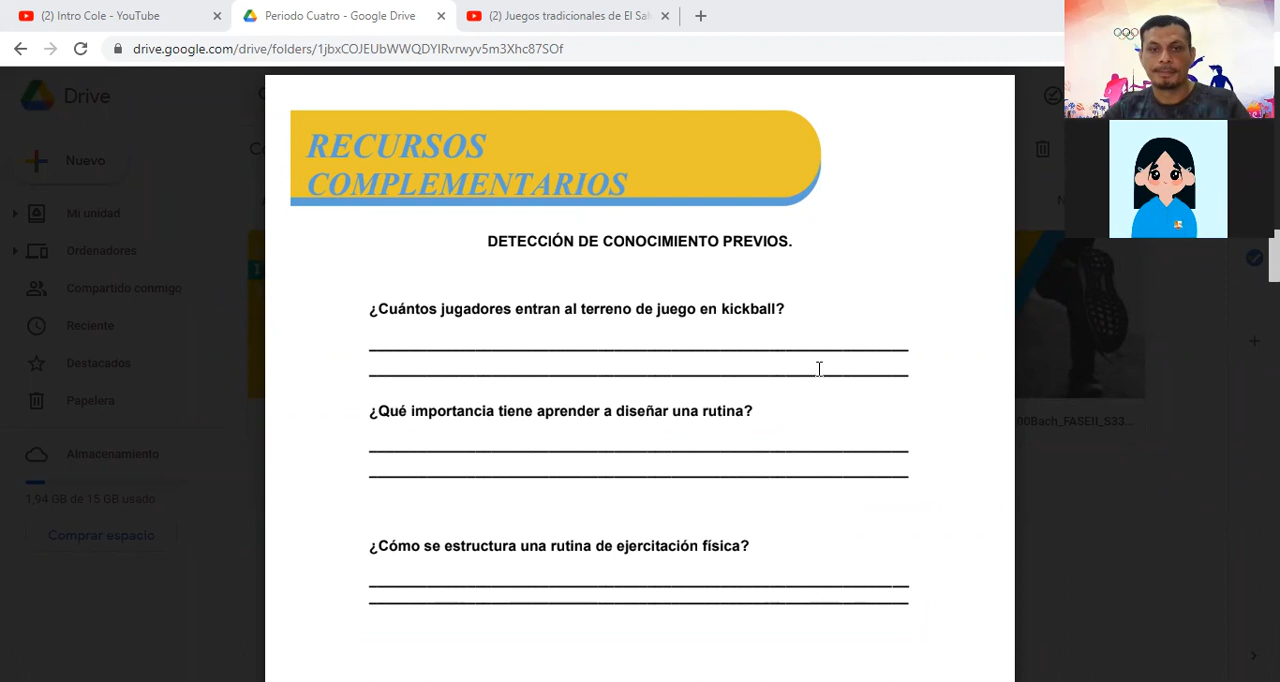 (2) Intro Cole - YouTube
Periodo Cuatro - Google Drive
(2) Juegos tradicionales de El Sal
drive.google.com/drive/folders/1jbxCOJEUbWWQDYIRvrwyv5m3Xhc87SOf
Drive
Nuevo
Mi unidad
Ordenadores
Compartido conmigo
Reciente
Destacados
Papelera
Almacenamiento
1,94 GB de 15 GB usado
Comprar espacio
RECURSOS
COMPLEMENTARIOS
DETECCIÓN DE CONOCIMIENTO PREVIOS.
¿Cuántos jugadores entran al terreno de juego en kickball?
¿Qué importancia tiene aprender a diseñar una rutina?
¿Cómo se estructura una rutina de ejercitación física?
00Bach_FASEII_S33...